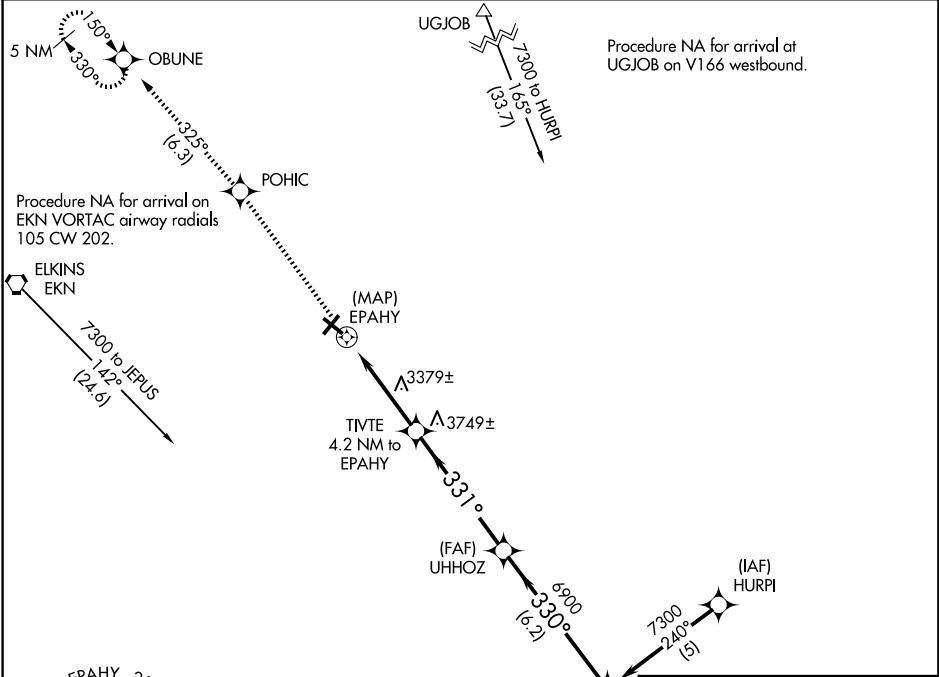 150°
5 NM
330°
OBUNE
UGJOB
7300 to HURPI
165°
(33.7)
Procedure NA for arrival at
UGJOB on V166 westbound.
325°
(6.3)
POHIC
Procedure NA for arrival on
EKN VORTAC airway radials
105 CW 202.
ELKINS
EKN
7300 to JEPUS
142°
(24.6)
(MAP)
EPAHY
3379±
3749±
TIVTE
4.2 NM to
EPAHY
331°
(FAF)
UHHOZ
6900
330°
(6.2)
(IAF)
HURPI
7300
240°
(5)
EPAHY